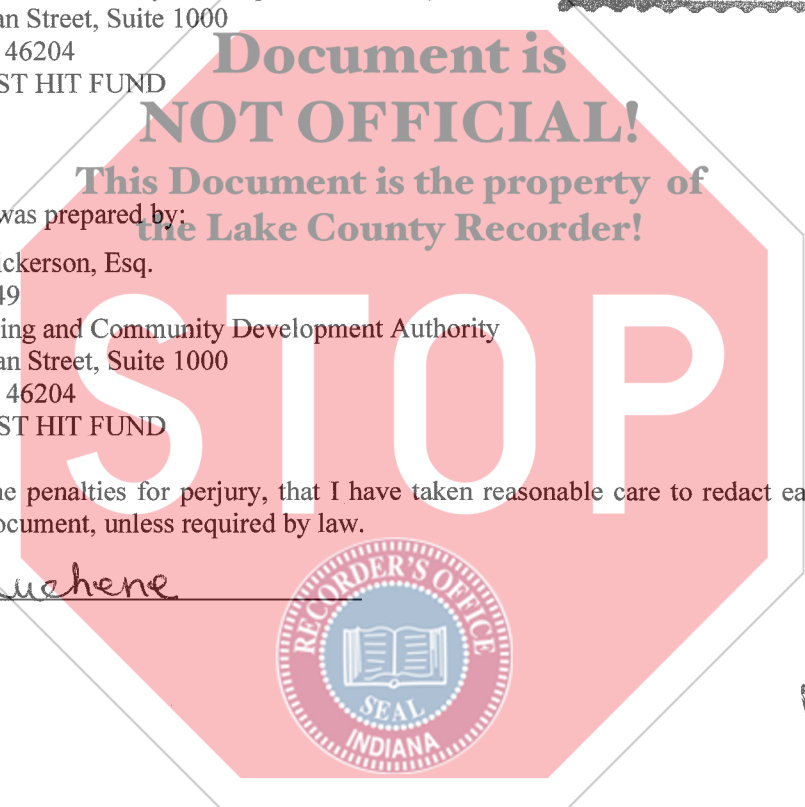 an Street, Suite 1000
46204
ST HIT FUND
Document is
NOT OFFICIAL!
This Document is the property of
the Lake County Recorder!
was prepared by:
ickerson, Esq.
49
ing and Community Development Authority
an Street, Suite 1000
46204
ST HIT FUND
STOP
ne penalties for perjury, that I have taken reasonable care to redact ea
ocument, unless required by law.
uchene
RECORDER'S OFFICE
SEAL
INDIANA